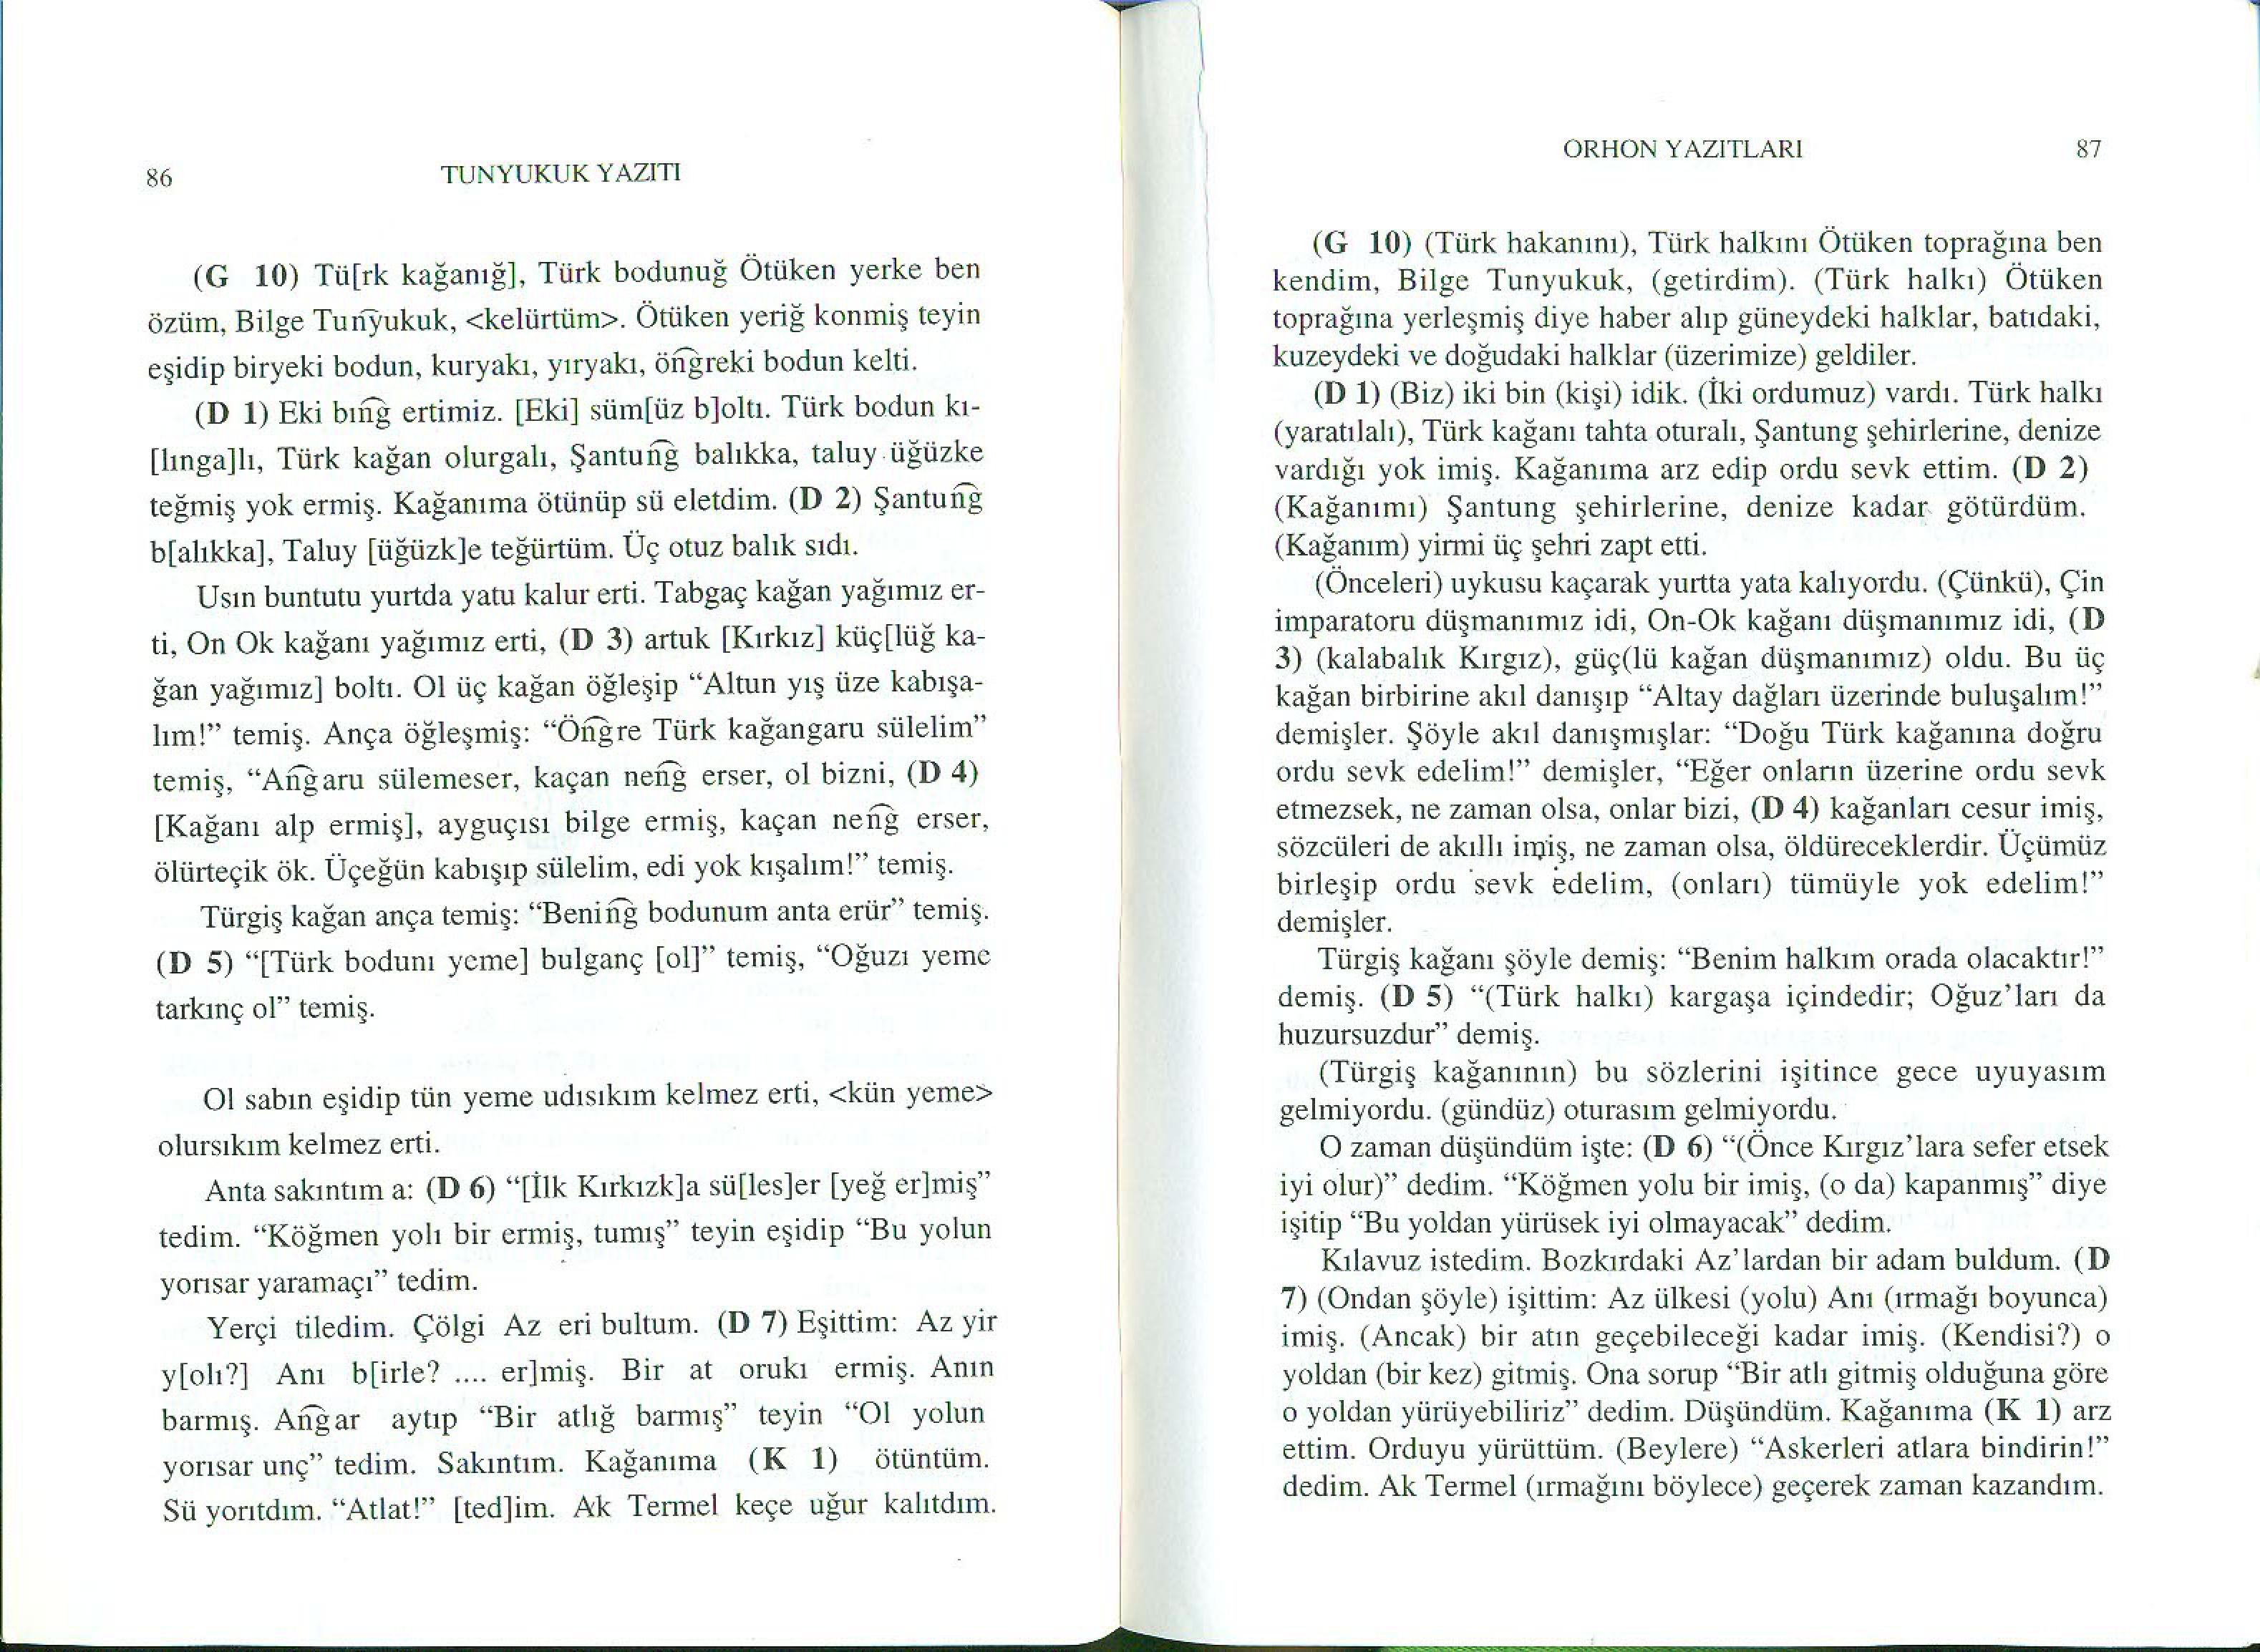 86 TUNYUKUK YAZITI
(G 10) Tü[rk kağanığ], Türk bodunuğ Ötüken yerke ben
özüm, Bilge Tun͡yukuk, <kelürtüm>. Ötüken yeriğ konmiş teyin
eşidip biryeki bodun, kuryakı, yıryakı, ön͡greki bodun kelti.
(D 1) Eki bın͡g ertimiz. [Eki] süm[üz b]oltı. Türk bodun kı-
[lınga]lı, Türk kağan olurgalı, Şantun͡g balıkka, taluy üğüzke
teğmiş yok ermiş. Kağanıma ötünüp sü eletdim. (D 2) Şantun͡g
b[alıkka], Taluy [üğüzk]e teğürtüm. Üç otuz balık sıdı.
Usın buntutu yurtda yatu kalur erti. Tabgaç kağan yağımız er-
ti, On Ok kağanı yağımız erti, (D 3) artuk [Kırkız] küç[lüğ ka-
ğan yağımız] boltı. Ol üç kağan öğleşip “Altun yış üze kabışa-
lım!” temiş. Ança öğleşmiş: “Ön͡gre Türk kağangaru sülelim”
temiş, “An͡garu sülemeser, kaçan nen͡g erser, ol bizni, (D 4)
[Kağanı alp ermiş], ayguçısı bilge ermiş, kaçan nen͡g erser,
ölürteçik ök. Üçeğün kabışıp sülelim, edi yok kışalım!” temiş.
Türgiş kağan ança temiş: “Benin͡g bodunum anta erür” temiş.
(D 5) “[Türk bodunı yeme] bulganç [ol]” temiş, “Oğuzı yeme
tarkınç ol” temiş.
Ol sabın eşidip tün yeme udısıkım kelmez erti, <kün yeme>
olursıkım kelmez erti.
Anta sakıntım a: (D 6) “[İlk Kırkızk]a sü[les]er [yeğ er]miş”
tedim. “Köğmen yolı bir ermiş, tumış” teyin eşidip “Bu yolun
yorısar yaramaçı” tedim.
Yerçi tiledim. Çölgi Az eri bultum. (D 7) Eşittim: Az yir
y[olı?] Anı b[irle? .... er]miş. Bir at orukı ermiş. Anın
barmış. An͡gar aytıp “Bir atlığ barmış” teyin “Ol yolun
yorısar unç” tedim. Sakıntım. Kağanıma (K 1) ötüntüm.
Sü yorıtdım. “Atlat!” [ted]im. Ak Termel keçe uğur kalıtdım.
ORHON YAZITLARI 87
(G 10) (Türk hakanını), Türk halkını Ötüken toprağına ben
kendim, Bilge Tunyukuk, (getirdim). (Türk halkı) Ötüken
toprağına yerleşmiş diye haber alıp güneydeki halklar, batıdaki,
kuzeydeki ve doğudaki halklar (üzerimize) geldiler.
(D 1) (Biz) iki bin (kişi) idik. (İki ordumuz) vardı. Türk halkı
(yaratılalı), Türk kağanı tahta oturalı, Şantung şehirlerine, denize
vardığı yok imiş. Kağanıma arz edip ordu sevk ettim. (D 2)
(Kağanımı) Şantung şehirlerine, denize kadar götürdüm.
(Kağanım) yirmi üç şehri zapt etti.
(Önceleri) uykusu kaçarak yurtta yata kalıyordu. (Çünkü), Çin
imparatoru düşmanımız idi, On-Ok kağanı düşmanımız idi, (D
3) (kalabalık Kırgız), güç(lü kağan düşmanımız) oldu. Bu üç
kağan birbirine akıl danışıp “Altay dağları üzerinde buluşalım!”
demişler. Şöyle akıl danışmışlar: “Doğu Türk kağanına doğru
ordu sevk edelim!” demişler, “Eğer onların üzerine ordu sevk
etmezsek, ne zaman olsa, onlar bizi, (D 4) kağanları cesur imiş,
sözcüleri de akıllı imiş, ne zaman olsa, öldüreceklerdir. Üçümüz
birleşip ordu sevk edelim, (onları) tümüyle yok edelim!”
demişler.
Türgiş kağanı şöyle demiş: “Benim halkım orada olacaktır!”
demiş. (D 5) “(Türk halkı) kargaşa içindedir; Oğuz’ları da
huzursuzdur” demiş.
(Türgiş kağanının) bu sözlerini işitince gece uyuyasım
gelmiyordu. (gündüz) oturasım gelmiyordu.
O zaman düşündüm işte: (D 6) “(Önce Kırgız’lara sefer etsek
iyi olur)” dedim. “Köğmen yolu bir imiş, (o da) kapanmış” diye
işitip “Bu yoldan yürüsek iyi olmayacak” dedim.
Kılavuz istedim. Bozkırdaki Az’lardan bir adam buldum. (D
7) (Ondan şöyle) işittim: Az ülkesi (yolu) Anı (ırmağı boyunca)
imiş. (Ancak) bir atın geçebileceği kadar imiş. (Kendisi?) o
yoldan (bir kez) gitmiş. Ona sorup “Bir atlı gitmiş olduğuna göre
o yoldan yürüyebiliriz” dedim. Düşündüm. Kağanıma (K 1) arz
ettim. Orduyu yürüttüm. (Beylere) “Askerleri atlara bindirin!”
dedim. Ak Termel (ırmağını böylece) geçerek zaman kazandım.